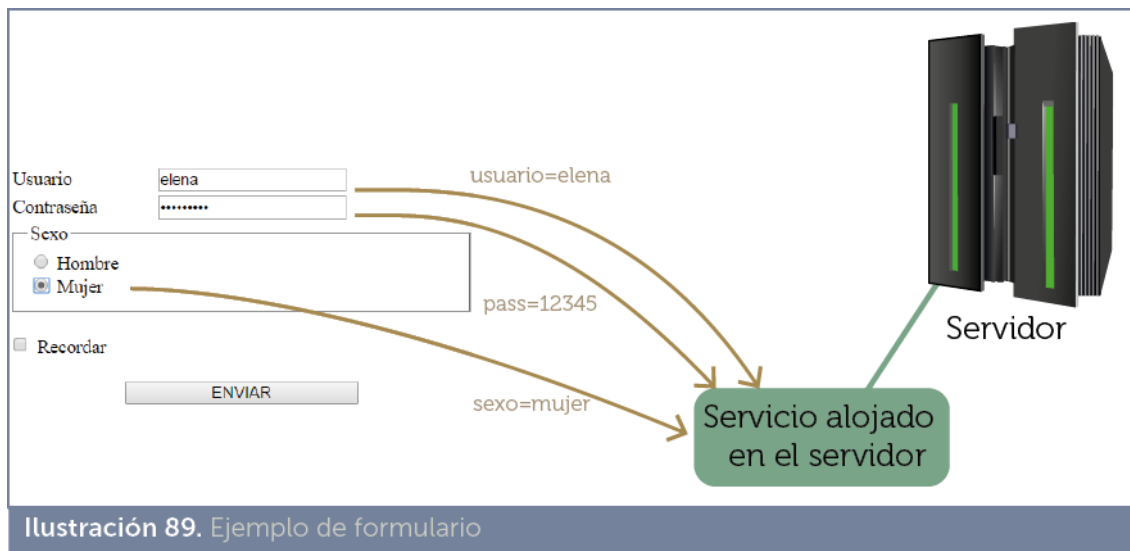 Usuario elena
Contraseña •••••••••
Sexo
Hombre
Mujer
Recordar
ENVIAR
usuario=elena
pass=12345
sexo=mujer
Servidor
Servicio alojado
en el servidor
Ilustración 89. Ejemplo de formulario